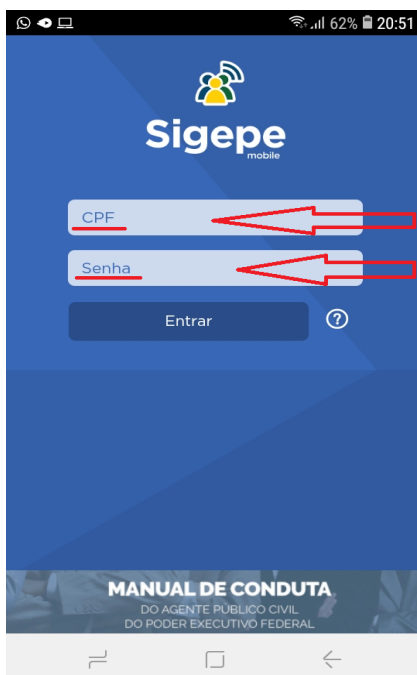 62% 20:51
Sigepe
mobile
CPF
Senha
Entrar
?
MANUAL DE CONDUTA
DO AGENTE PÚBLICO CIVIL
DO PODER EXECUTIVO FEDERAL